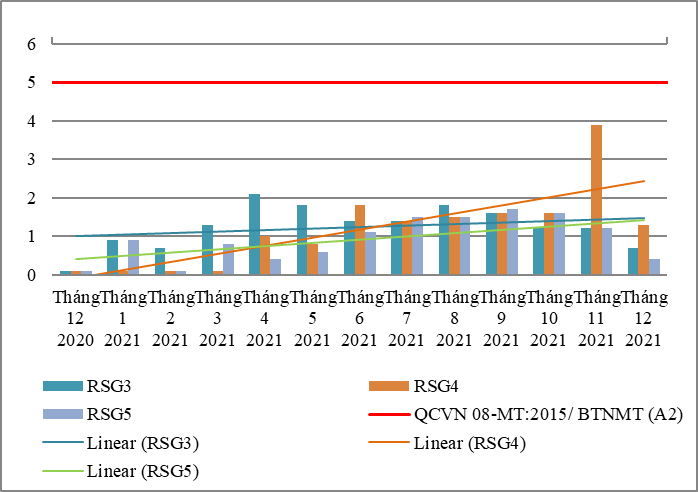 6
5
4
3
2
1
0
Tháng Tháng Tháng Tháng Tháng Tháng Tháng Tháng Tháng Tháng Tháng Tháng Tháng
12 1 2 3 4 5 6 7 8 9 10 11 12
2020 2021 2021 2021 2021 2021 2021 2021 2021 2021 2021 2021 2021
RSG3 RSG4
RSG5 QCVN 08-MT:2015/ BTNMT (A2)
Linear (RSG3) Linear (RSG4)
Linear (RSG5)